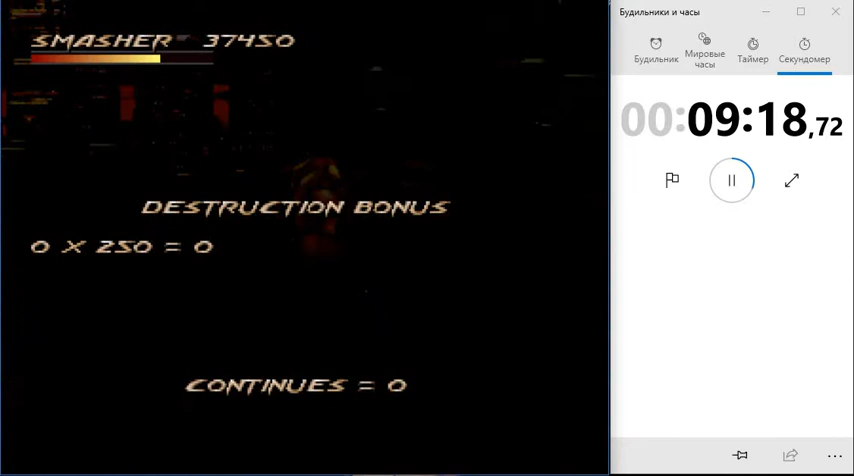 SMASHER 37450
DESTRUCTION BONUS
0 X 250 = 0
CONTINUES = 0
Будильники и часы
Будильник
Мировые часы
Таймер
Секундомер
00:09:18,72